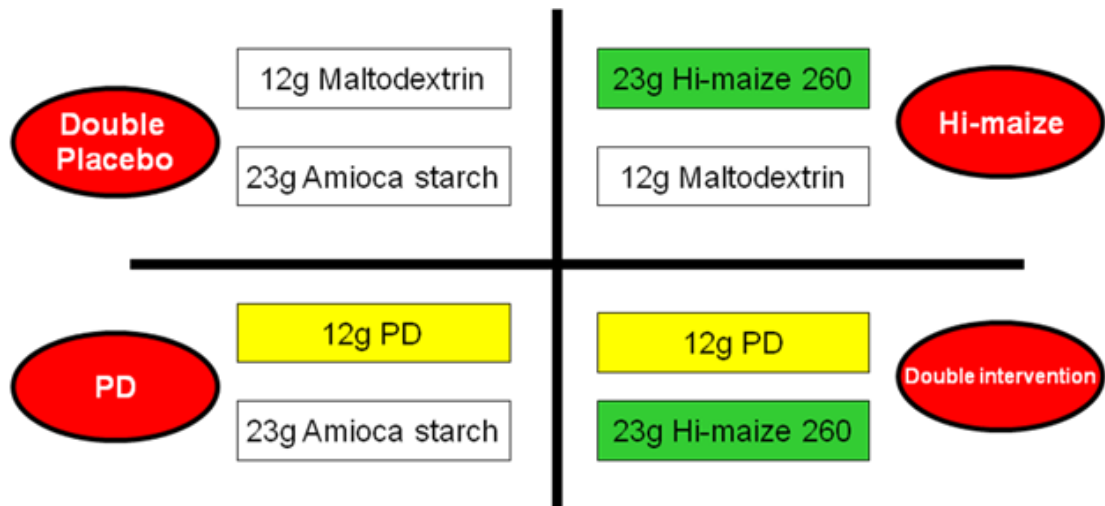 Double
Placebo
12g Maltodextrin
23g Amioca starch
23g Hi-maize 260
12g Maltodextrin
Hi-maize
PD
12g PD
23g Amioca starch
12g PD
23g Hi-maize 260
Double intervention